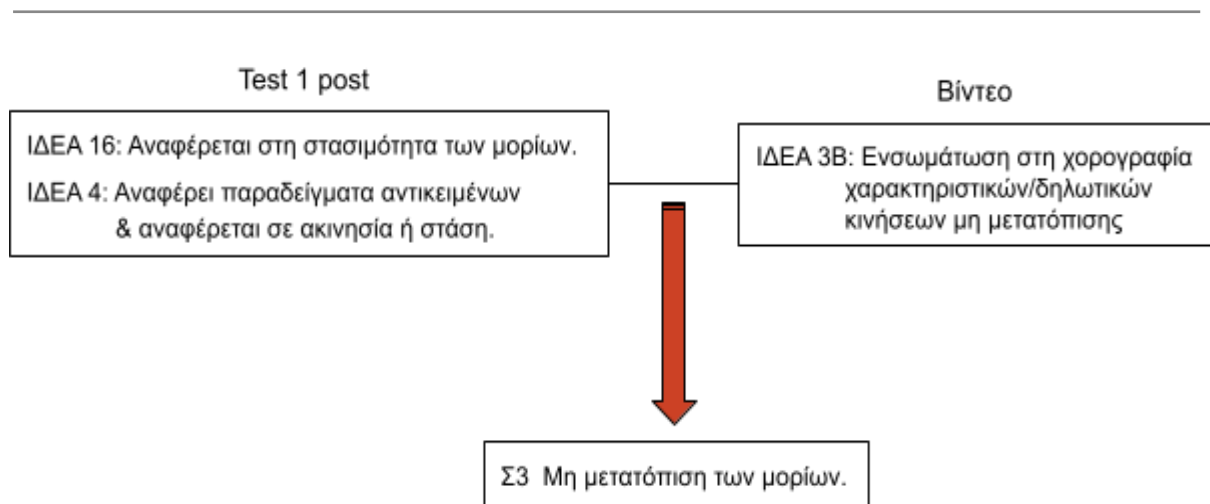 Test 1 post
ΙΔΕΑ 16: Αναφέρεται στη στασιμότητα των μορίων.
ΙΔΕΑ 4: Αναφέρει παραδείγματα αντικειμένων
& αναφέρεται σε ακινησία ή στάση.
Βίντεο
ΙΔΕΑ 3Β: Ενσωμάτωση στη χορογραφία
χαρακτηριστικών/δηλωτικών
κινήσεων μη μετατόπισης
Σ3 Μη μετατόπιση των μορίων.